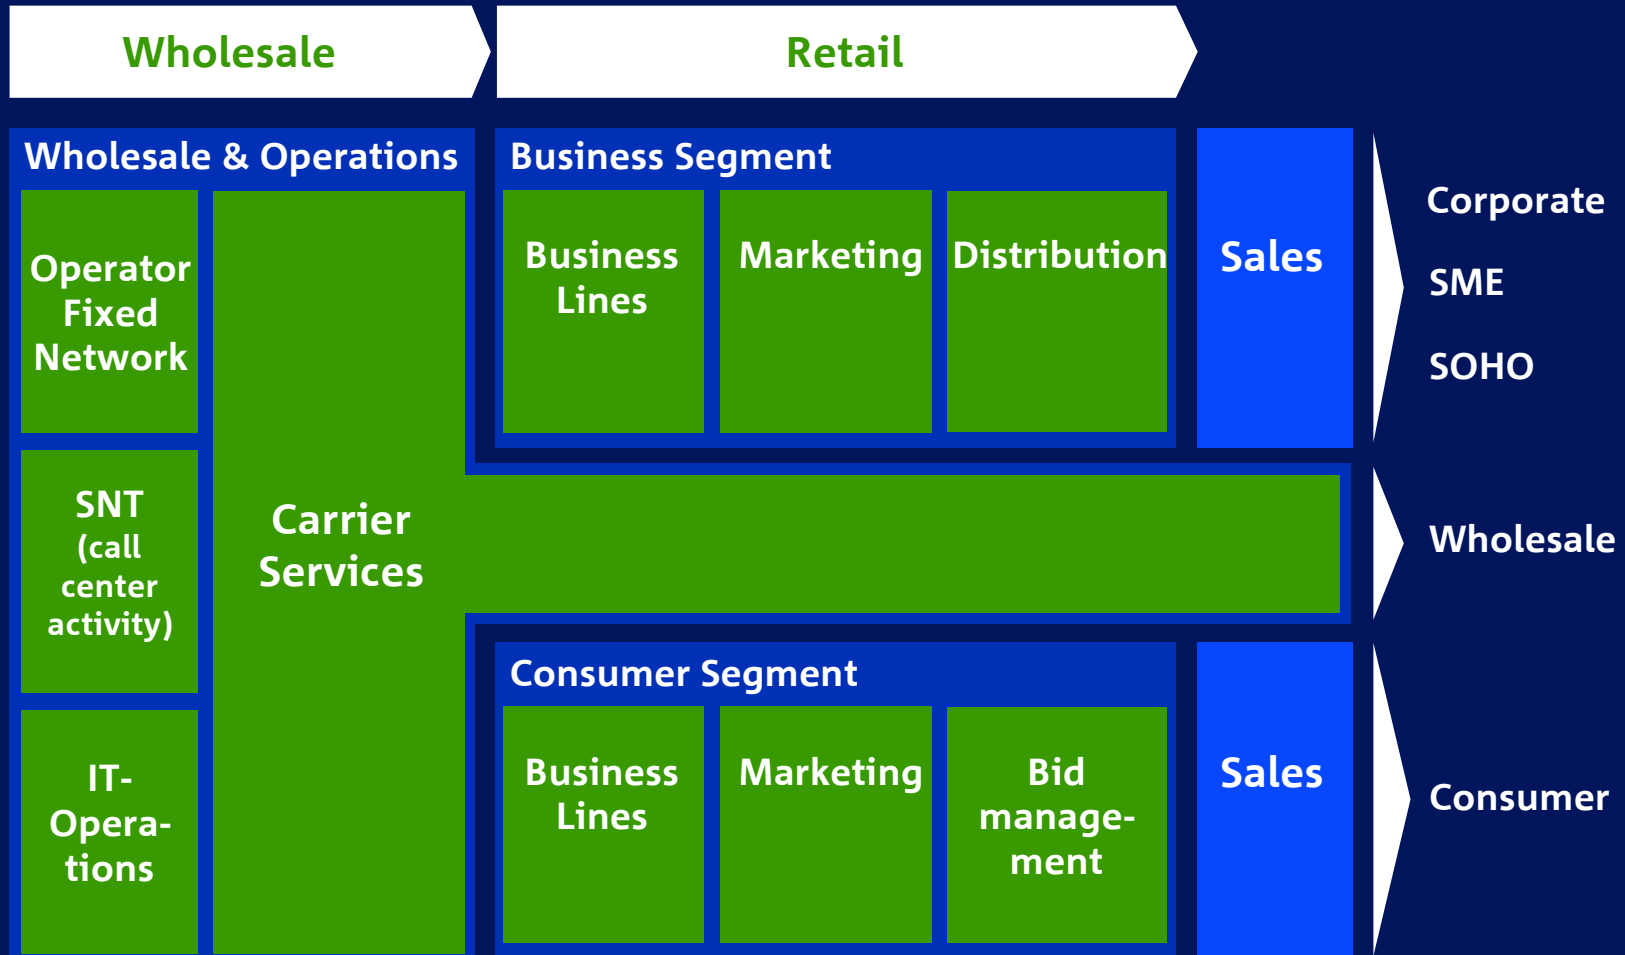 Wholesale
Retail
Wholesale & Operations
Operator
Fixed
Network
SNT
(call
center
activity)
IT-
Opera-
tions
Carrier
Services
Business Segment
Business
Lines
Marketing
Distribution
Sales
Corporate
SME
SOHO
Wholesale
Consumer Segment
Business
Lines
Marketing
Bid
manage-
ment
Sales
Consumer